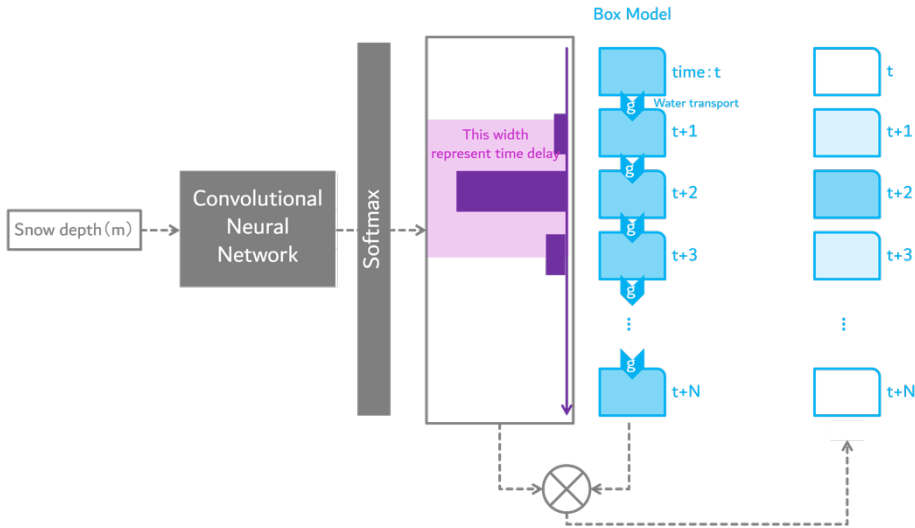 Box Model
time：t
g
Water transport
t+1
g
t+2
g
t+3
g
⋮
g
t+N
t
t+1
t+2
t+3
⋮
t+N
This width
represent time delay
Softmax
Convolutional
Neural
Network
Snow depth（m）